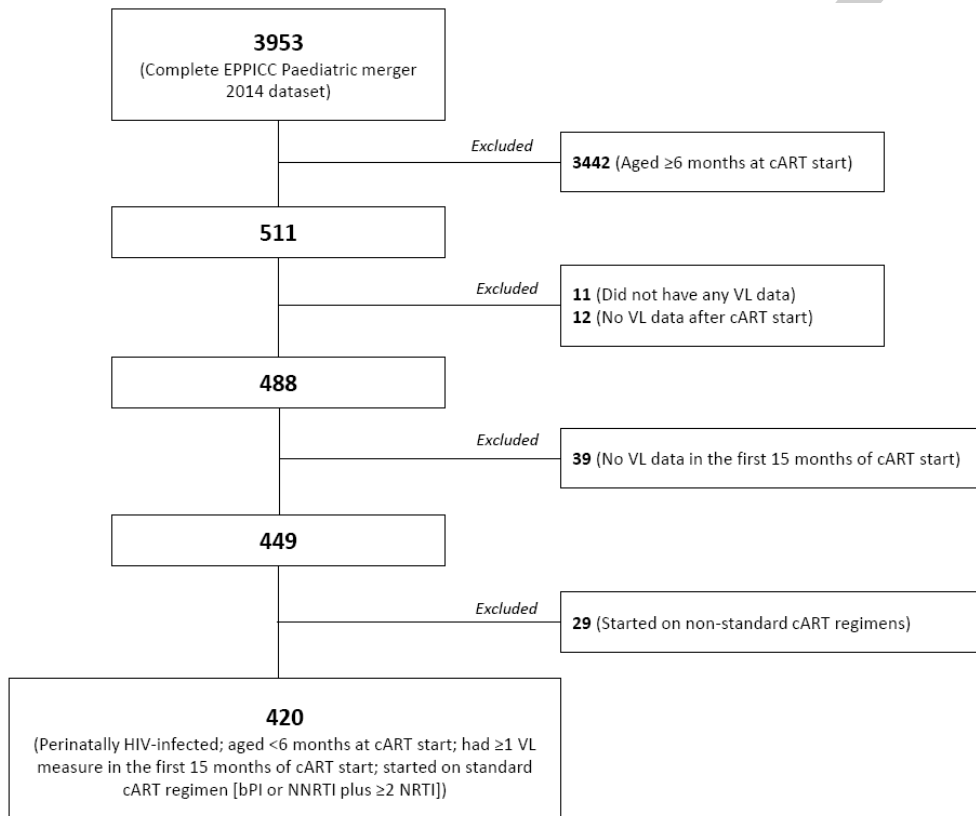 3953
(Complete EPPICC Paediatric merger
2014 dataset)
Excluded
3442 (Aged ≥6 months at cART start)
511
Excluded
11 (Did not have any VL data)
12 (No VL data after cART start)
488
Excluded
39 (No VL data in the first 15 months of cART start)
449
Excluded
29 (Started on non-standard cART regimens)
420
(Perinatally HIV-infected; aged <6 months at cART start; had ≥1 VL
measure in the first 15 months of cART start; started on standard
cART regimen [bPI or NNRTI plus ≥2 NRTI])